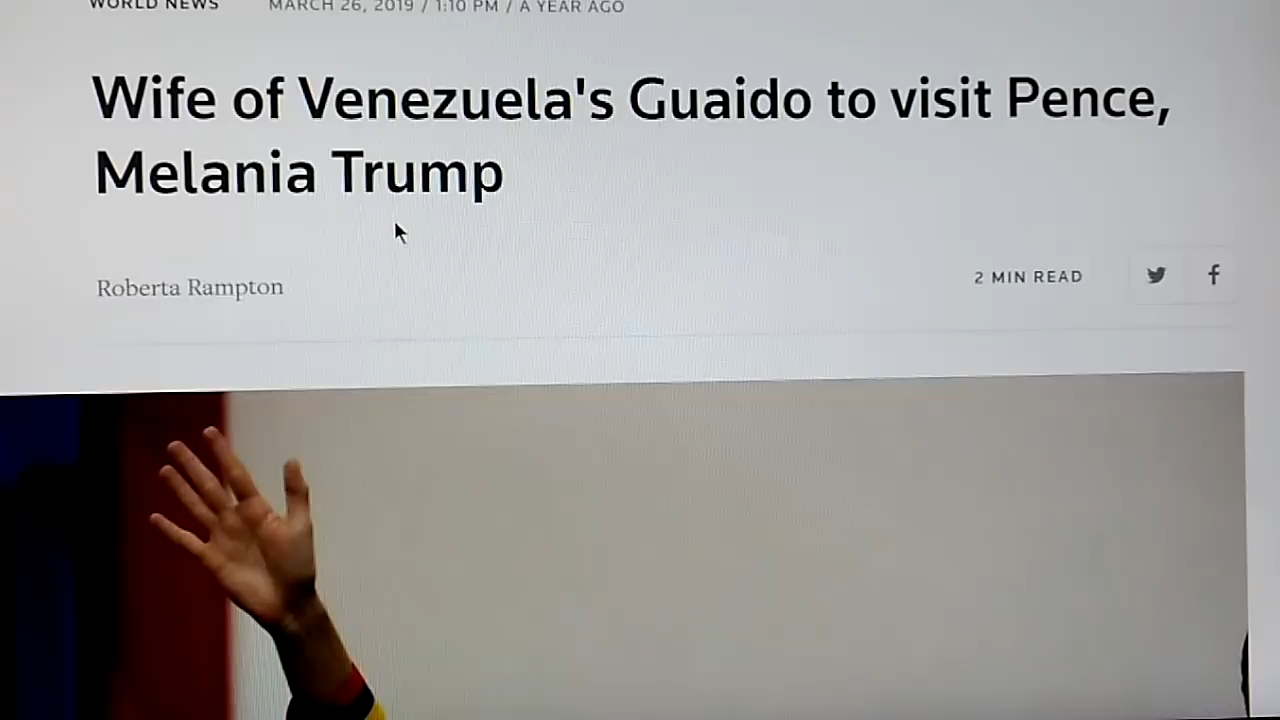 WORLD NEWS MARCH 26, 2019 / 1:10 PM / A YEAR AGO
Wife of Venezuela's Guaido to visit Pence,
Melania Trump
Roberta Rampton 2 MIN READ